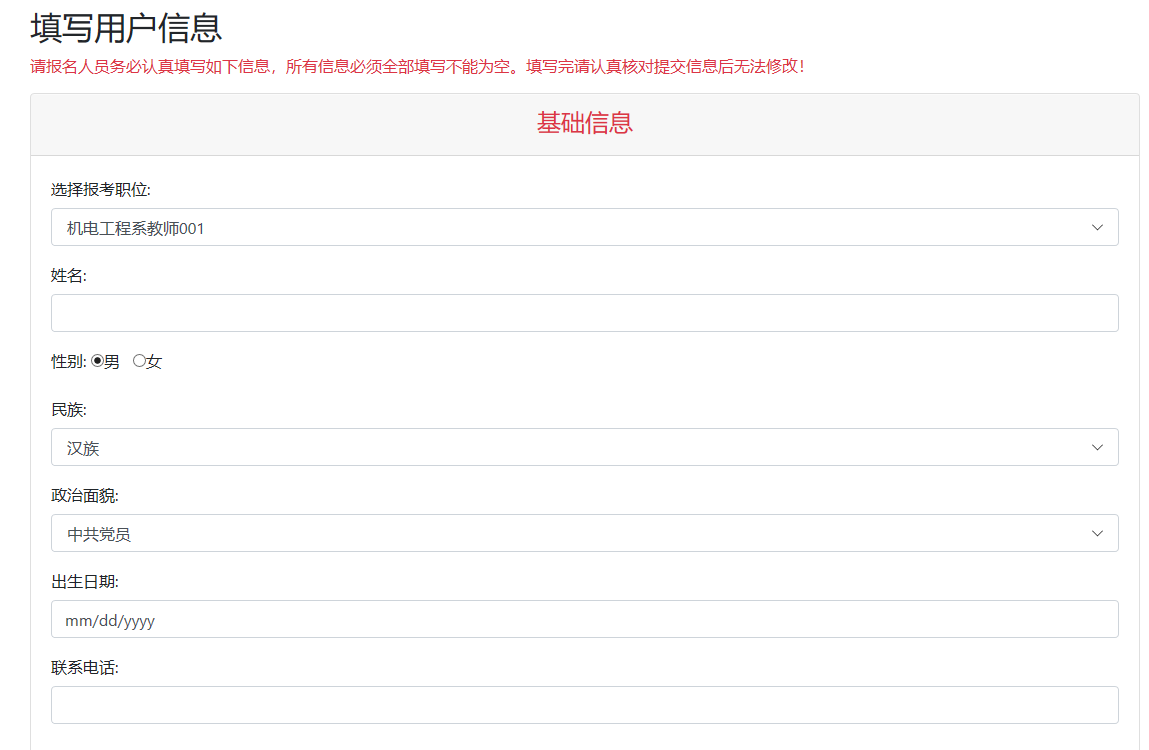 填写用户信息
请报名人员务必认真填写如下信息，所有信息必须全部填写不能为空。填写完请认真核对提交信息后无法修改！
基础信息
选择报考职位:
机电工程系教师001
姓名:
性别: 男 女
民族:
汉族
政治面貌:
中共党员
出生日期:
mm/dd/yyyy
联系电话: